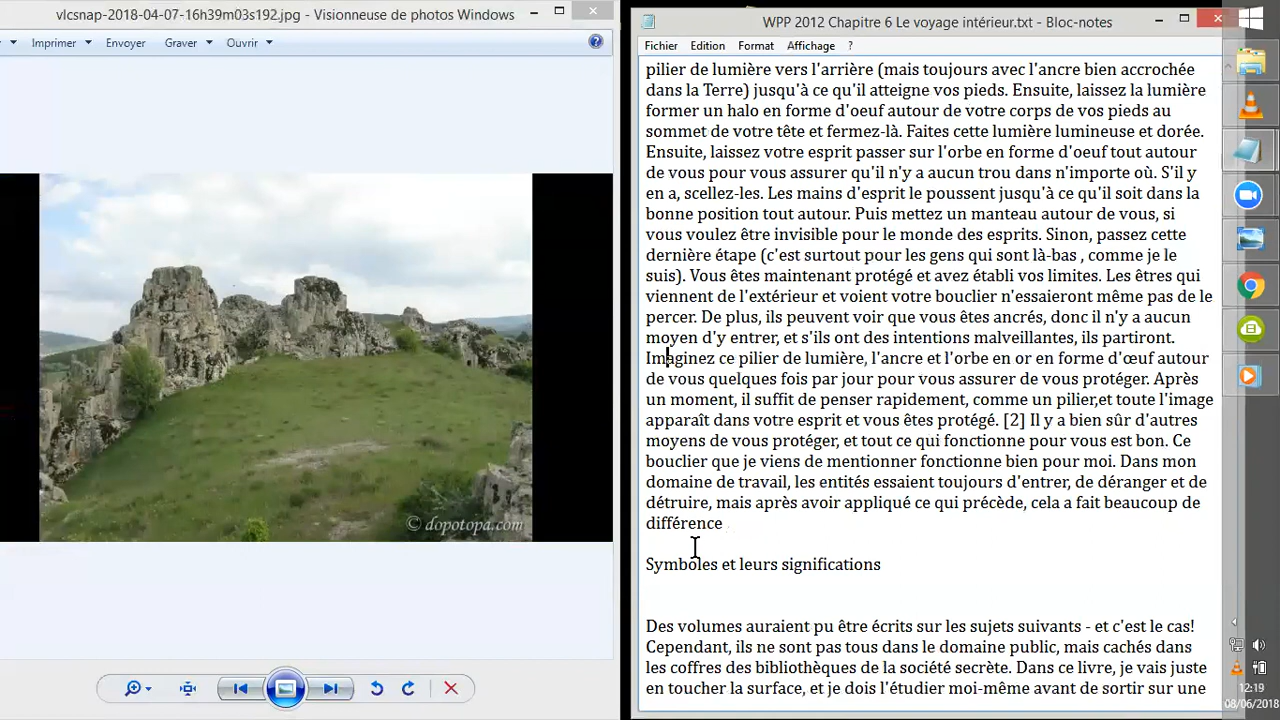 vlcsnap-2018-04-07-16h39m03s192.jpg - Visionneuse de photos Windows
Imprimer Envoyer Graver Ouvrir
© dopotopa.com
WPP 2012 Chapitre 6 Le voyage intérieur.txt - Bloc-notes
Fichier Edition Format Affichage ?
pilier de lumière vers l'arrière (mais toujours avec l'ancre bien accrochée
dans la Terre) jusqu'à ce qu'il atteigne vos pieds. Ensuite, laissez la lumière
former un halo en forme d'oeuf autour de votre corps de vos pieds au
sommet de votre tête et fermez-là. Faites cette lumière lumineuse et dorée.
Ensuite, laissez votre esprit passer sur l'orbe en forme d'oeuf tout autour
de vous pour vous assurer qu'il n'y a aucun trou dans n'importe où. S'il y
en a, scellez-les. Les mains d'esprit le poussent jusqu'à ce qu'il soit dans la
bonne position tout autour. Puis mettez un manteau autour de vous, si
vous voulez être invisible pour le monde des esprits. Sinon, passez cette
dernière étape (c'est surtout pour les gens qui sont là-bas , comme je le
suis). Vous êtes maintenant protégé et avez établi vos limites. Les êtres qui
viennent de l'extérieur et voient votre bouclier n'essaieront même pas de le
percer. De plus, ils peuvent voir que vous êtes ancrés, donc il n'y a aucun
moyen d'y entrer, et s'ils ont des intentions malveillantes, ils partiront.
Imaginez ce pilier de lumière, l'ancre et l'orbe en or en forme d'œuf autour
de vous quelques fois par jour pour vous assurer de vous protéger. Après
un moment, il suffit de penser rapidement, comme un pilier,et toute l'image
apparaît dans votre esprit et vous êtes protégé. [2] Il y a bien sûr d'autres
moyens de vous protéger, et tout ce qui fonctionne pour vous est bon. Ce
bouclier que je viens de mentionner fonctionne bien pour moi. Dans mon
domaine de travail, les entités essaient toujours d'entrer, de déranger et de
détruire, mais après avoir appliqué ce qui précède, cela a fait beaucoup de
différence
Symboles et leurs significations
Des volumes auraient pu être écrits sur les sujets suivants - et c'est le cas!
Cependant, ils ne sont pas tous dans le domaine public, mais cachés dans
les coffres des bibliothèques de la société secrète. Dans ce livre, je vais juste
en toucher la surface, et je dois l'étudier moi-même avant de sortir sur une
12:19
08/06/2018